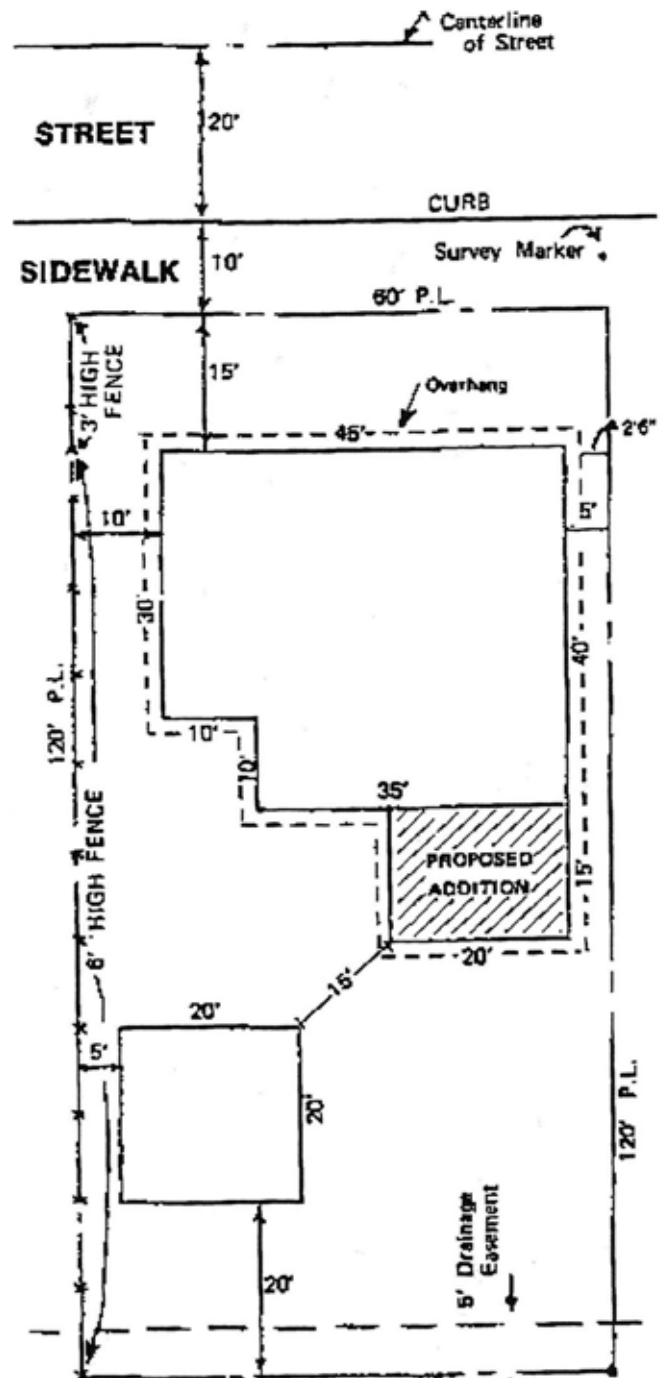 Centerline
of Street
20'
STREET
CURB
Survey Marker
SIDEWALK
10'
60' P.L.
3' HIGH
FENCE
15'
Overhang
2'6"
45'
10'
5'
30'
40'
120' P.L.
10'
10'
35'
PROPOSED
ADDITION
15'
6' HIGH FENCE
20'
15'
20'
5'
20'
120' P.L.
20'
5' Drainage
Easement